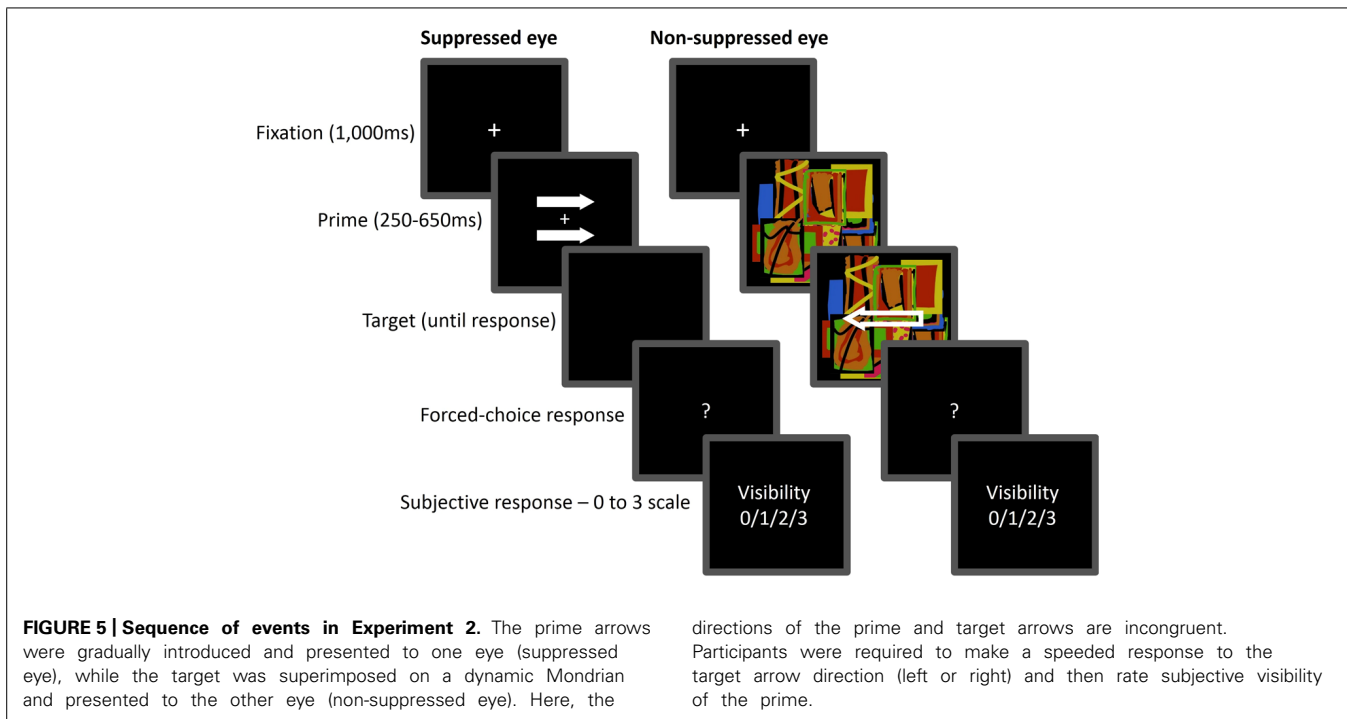 Suppressed eye
Non-suppressed eye
Fixation (1,000ms)
+
+
Prime (250-650ms)
+
Target (until response)
Forced-choice response
?
?
Subjective response – 0 to 3 scale
Visibility
0/1/2/3
Visibility
0/1/2/3
FIGURE 5 | Sequence of events in Experiment 2. The prime arrows
were gradually introduced and presented to one eye (suppressed
eye), while the target was superimposed on a dynamic Mondrian
and presented to the other eye (non-suppressed eye). Here, the
directions of the prime and target arrows are incongruent.
Participants were required to make a speeded response to the
target arrow direction (left or right) and then rate subjective visibility
of the prime.